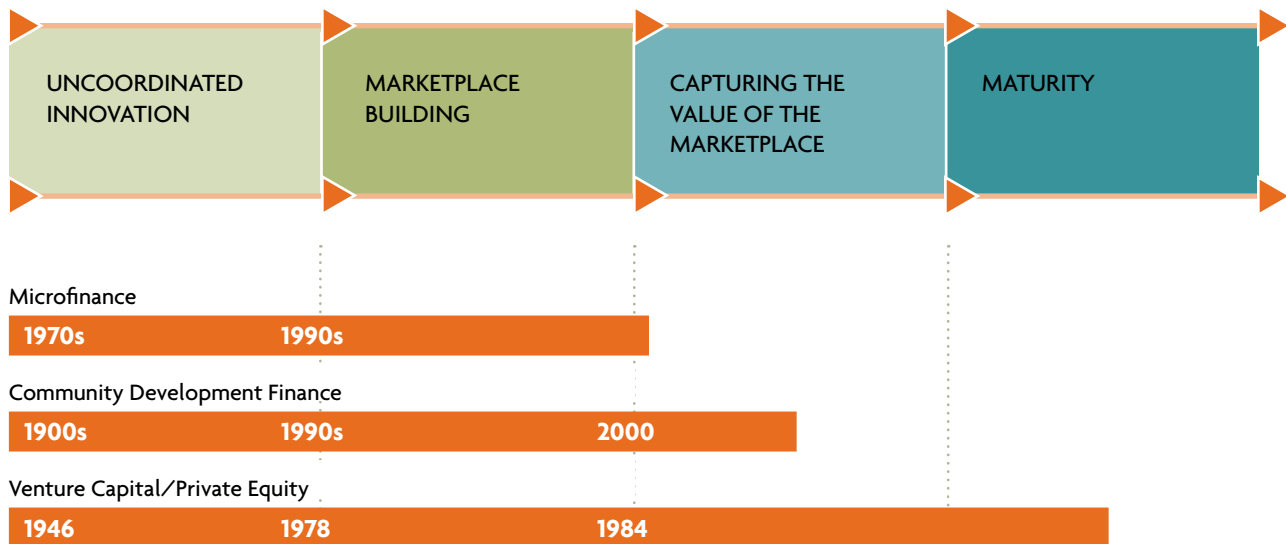 UNCOORDINATED
INNOVATION
MARKETPLACE
BUILDING
CAPTURING THE
VALUE OF THE
MARKETPLACE
MATURITY
Microfinance
1970s 1990s
Community Development Finance
1900s 1990s 2000
Venture Capital/Private Equity
1946 1978 1984